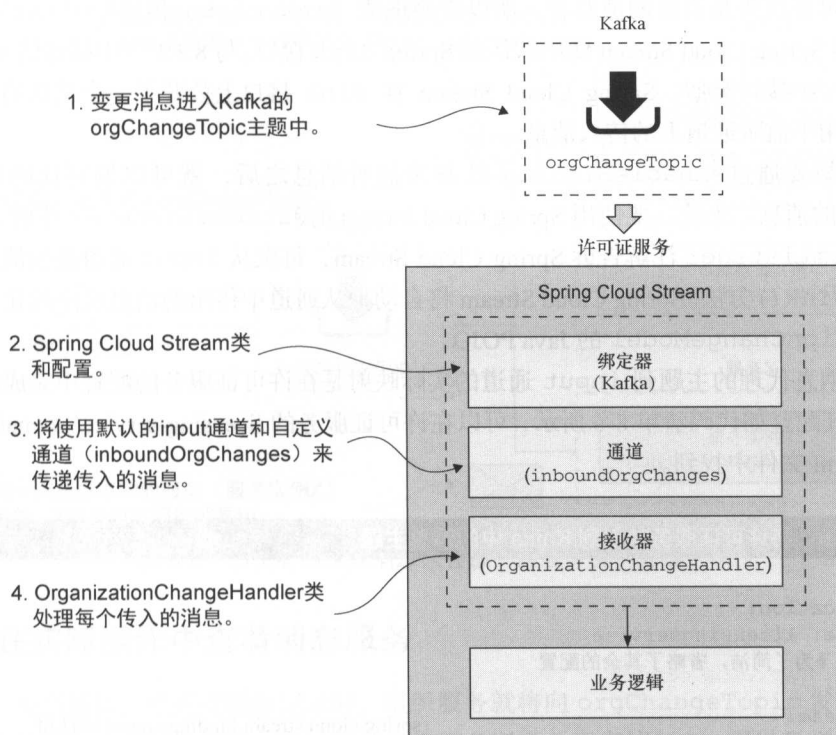 Kafka
1. 变更消息进入Kafka的
orgChangeTopic主题中。
orgChangeTopic
许可证服务
Spring Cloud Stream
2. Spring Cloud Stream类
和配置。
绑定器
(Kafka)
3. 将使用默认的input通道和自定义
通道（inboundOrgChanges）来
传递传入的消息。
通道
(inboundOrgChanges)
接收器
(OrganizationChangeHandler)
4. OrganizationChangeHandler类
处理每个传入的消息。
业务逻辑